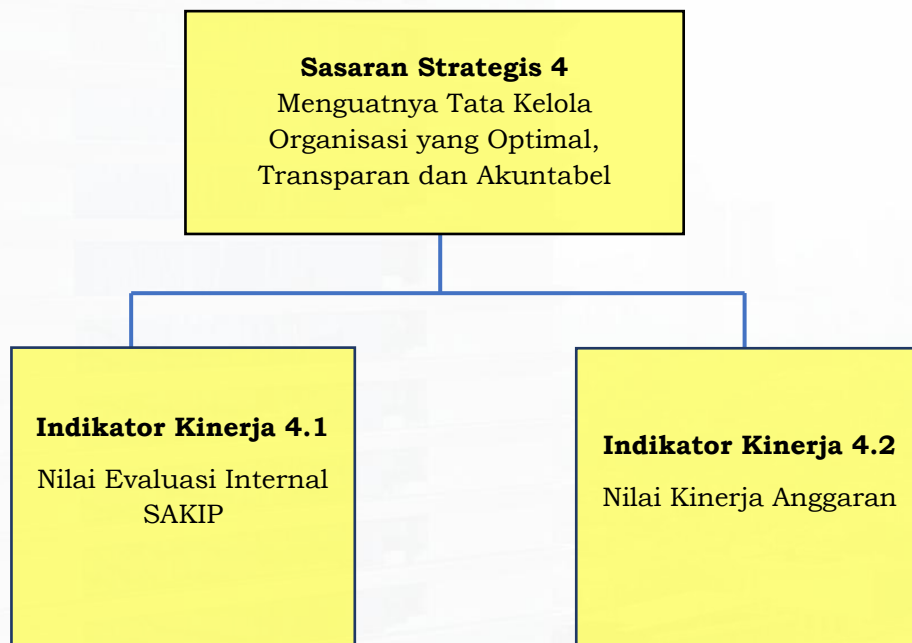 Sasaran Strategis 4
Menguatnya Tata Kelola
Organisasi yang Optimal,
Transparan dan Akuntabel
Indikator Kinerja 4.1
Nilai Evaluasi Internal
SAKIP
Indikator Kinerja 4.2
Nilai Kinerja Anggaran